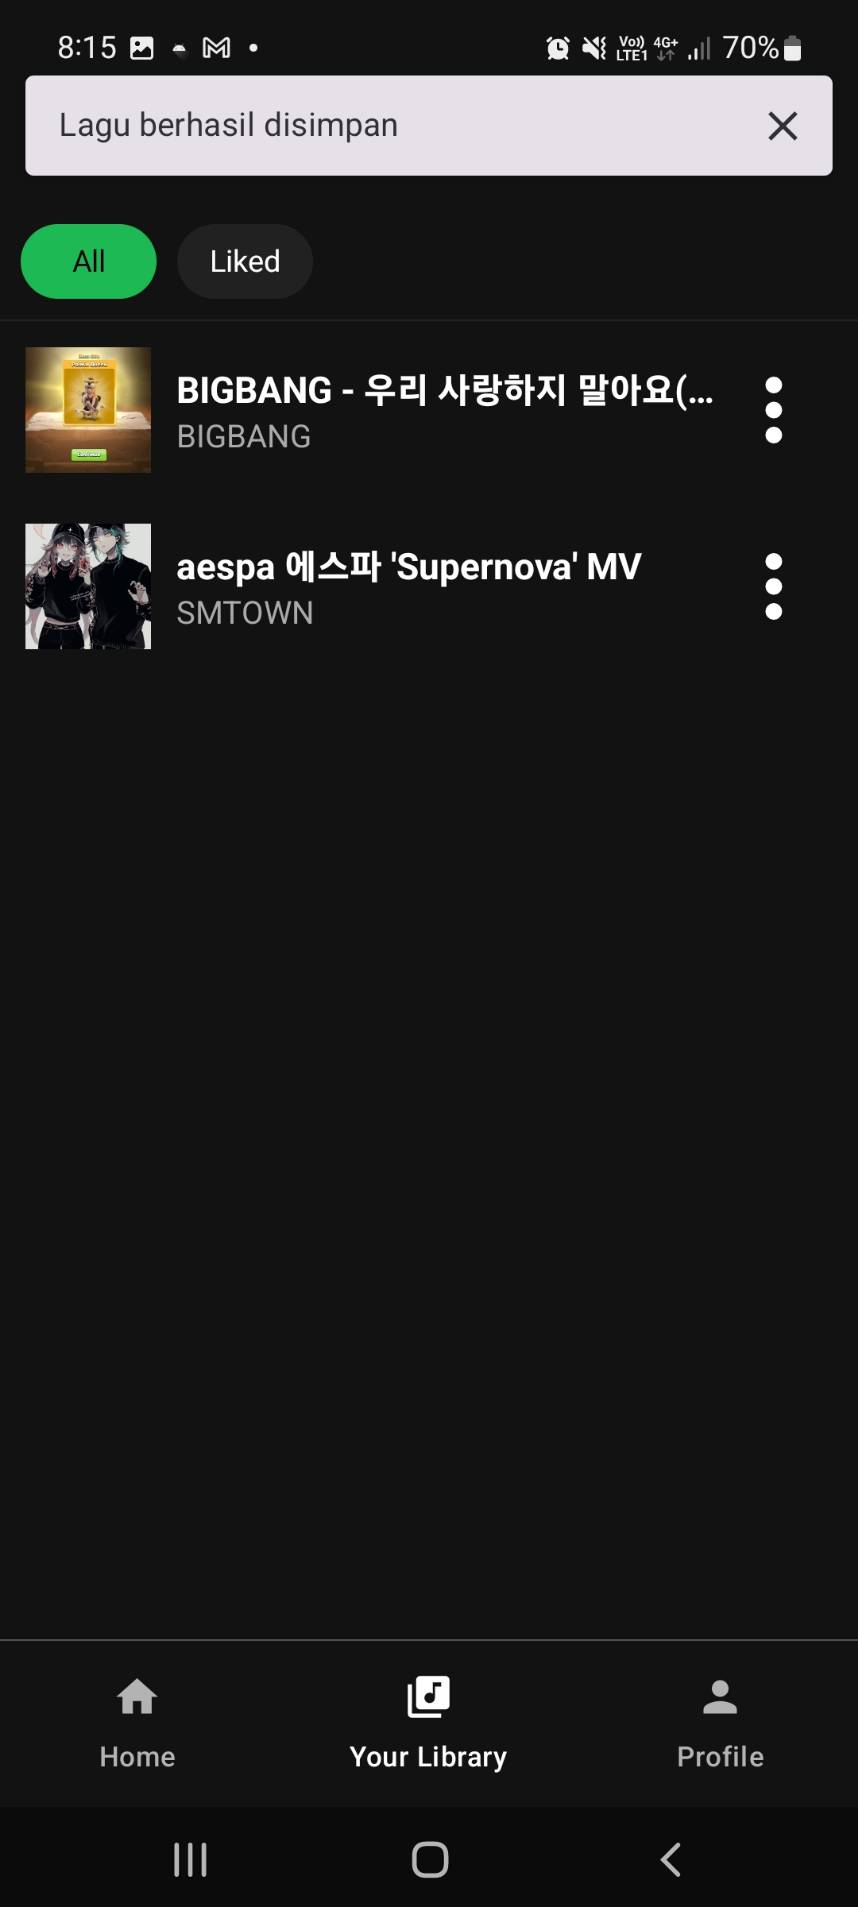 8:15 Vo)) LTE1 4G+ 70%
Lagu berhasil disimpan
All Liked
BIGBANG - 우리 사랑하지 말아요(...
BIGBANG
aespa 에스파 'Supernova' MV
SMTOWN
Home Your Library Profile